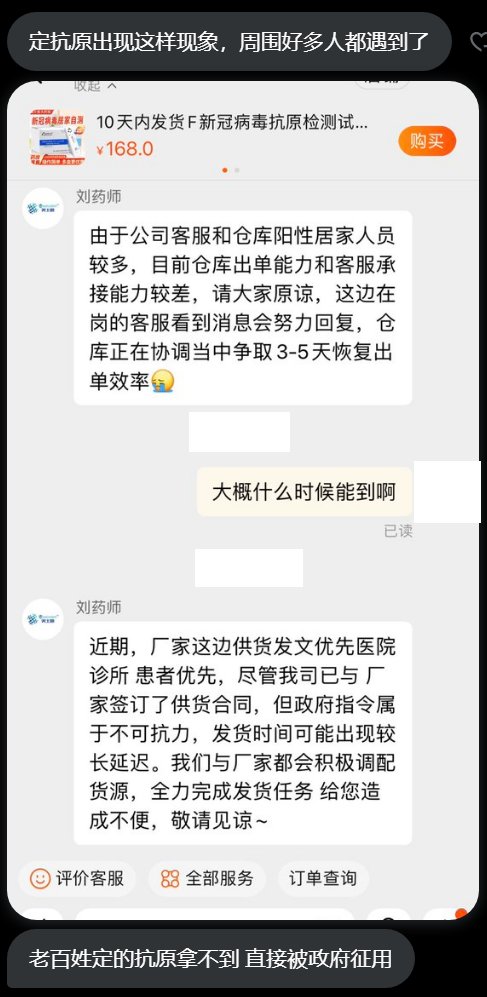 定抗原出现这样现象，周围好多人都遇到了
收起
10天内发货F新冠病毒抗原检测试...
¥168.0
购买
刘药师
由于公司客服和仓库阳性居家人员
较多，目前仓库出单能力和客服承
接能力较差，请大家原谅，这边在
岗的客服看到消息会努力回复，仓
库正在协调当中争取3-5天恢复出
单效率😭
大概什么时候能到啊
已读
刘药师
近期，厂家这边供货发文优先医院
诊所 患者优先，尽管我司已与 厂
家签订了供货合同，但政府指令属
于不可抗力，发货时间可能出现较
长延迟。我们与厂家都会积极调配
货源，全力完成发货任务 给您造
成不便，敬请见谅~
评价客服
全部服务
订单查询
老百姓定的抗原拿不到 直接被政府征用